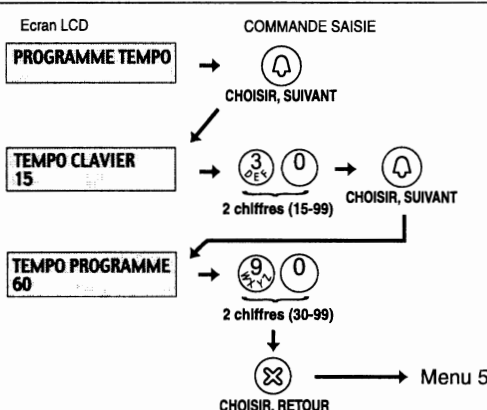 Ecran LCD
COMMANDE SAISIE
PROGRAMME TEMPO
CHOISIR, SUIVANT
TEMPO CLAVIER
15
3 0
DEF
2 chiffres (15-99)
CHOISIR, SUIVANT
TEMPO PROGRAMME
60
9 0
WXYZ
2 chiffres (30-99)
Menu 5
CHOISIR, RETOUR